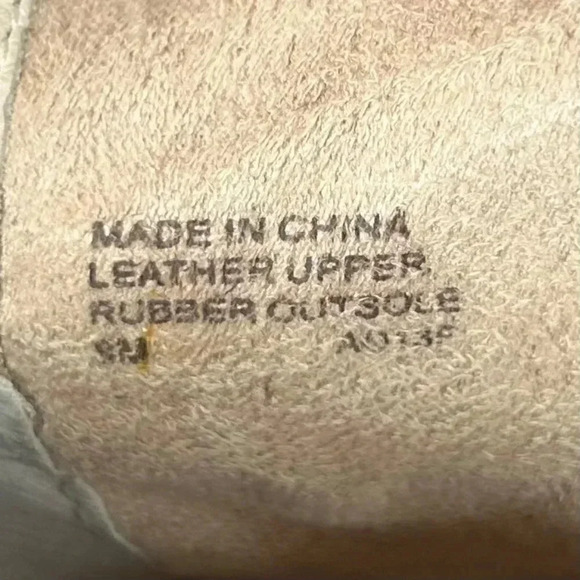 MADE IN CHINA
LEATHER UPPER
RUBBER OUTSOLE
9M